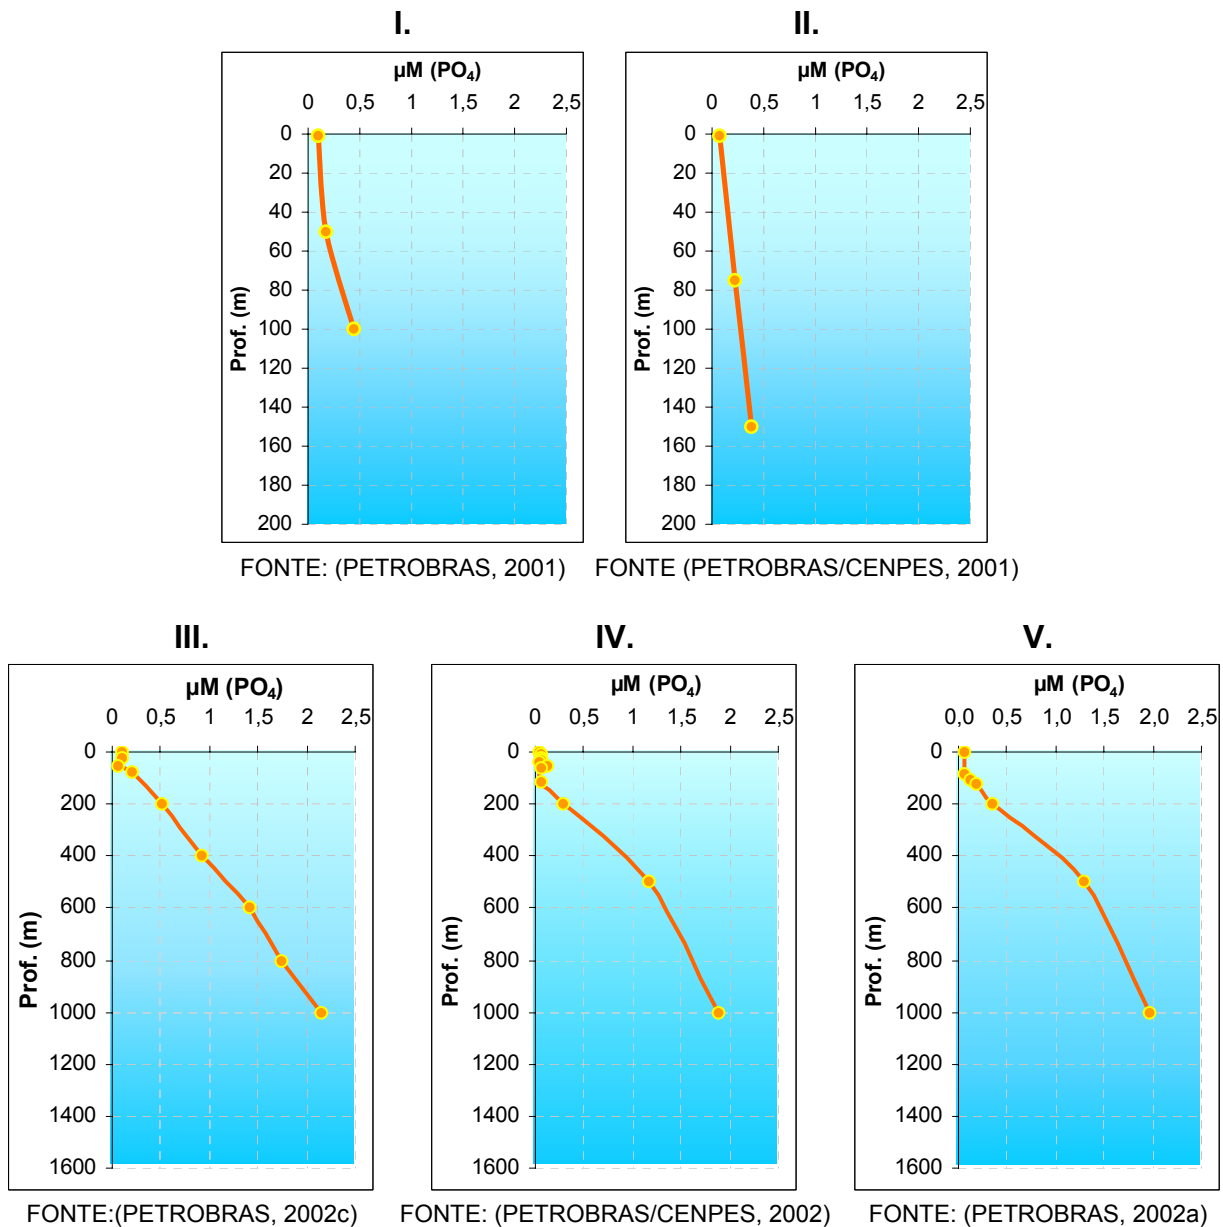 I.
II.
µM (PO4)
µM (PO4)
0 0,5 1 1,5 2 2,5
0 0,5 1 1,5 2 2,5
Prof. (m)
0
20
40
60
80
100
120
140
160
180
200
Prof. (m)
0
20
40
60
80
100
120
140
160
180
200
FONTE: (PETROBRAS, 2001)
FONTE (PETROBRAS/CENPES, 2001)
III.
IV.
V.
µM (PO4)
0 0,5 1 1,5 2 2,5
Prof. (m)
0
200
400
600
800
1000
1200
1400
1600
µM (PO4)
0 0,5 1 1,5 2 2,5
Prof. (m)
0
200
400
600
800
1000
1200
1400
1600
µM (PO4)
0,0 0,5 1,0 1,5 2,0 2,5
Prof. (m)
0
200
400
600
800
1000
1200
1400
1600
FONTE:(PETROBRAS, 2002c)
FONTE: (PETROBRAS/CENPES, 2002)
FONTE: (PETROBRAS, 2002a)